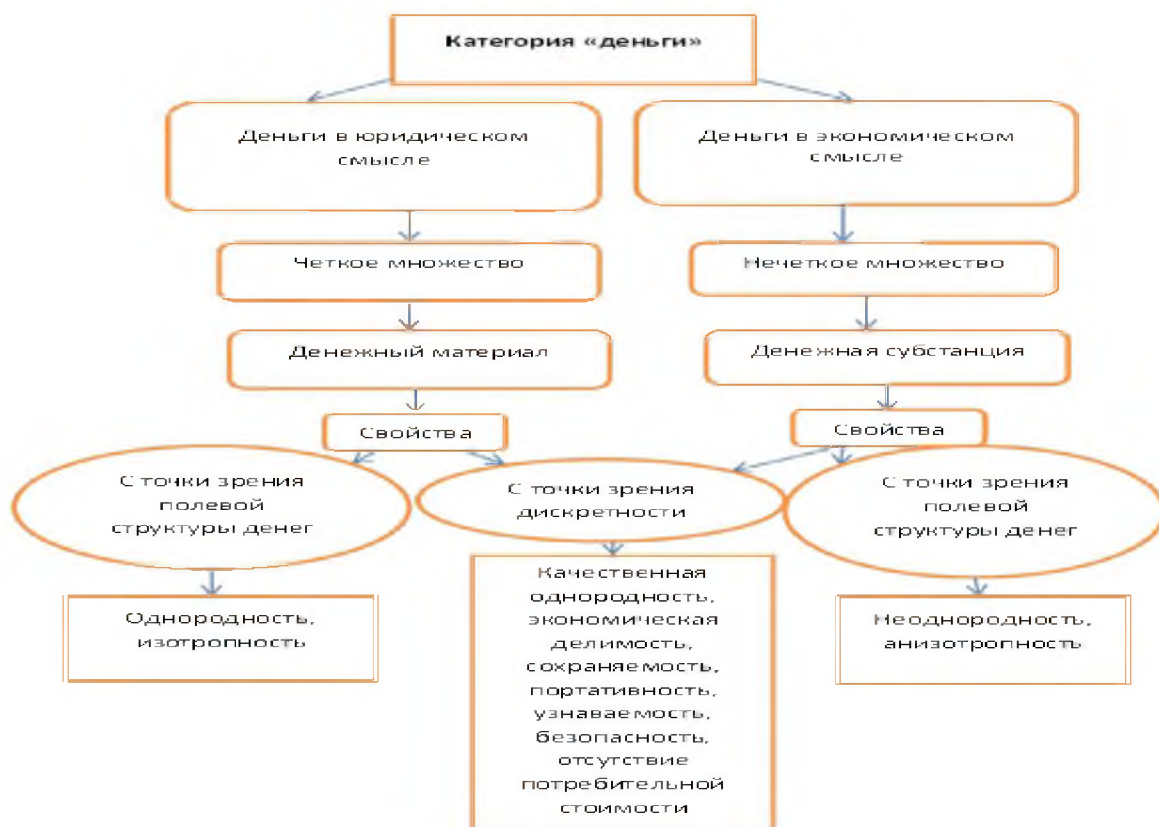 Категория «деньги»
Деньги в юридическом
смысле
Деньги в экономическом
смысле
Четкое множество
Нечеткое множество
Денежный материал
Денежная субстанция
Свойства
Свойства
С точки зрения
полевой
структуры денег
С точки зрения
дискретности
С точки зрения
полевой
структуры денег
Однородность,
изотропность
Качественная
однородность,
экономическая
делимость,
сохраняемость,
портативность,
узнаваемость,
безопасность,
отсутствие
потребительной
стоимости
Неоднородность,
анизотропность